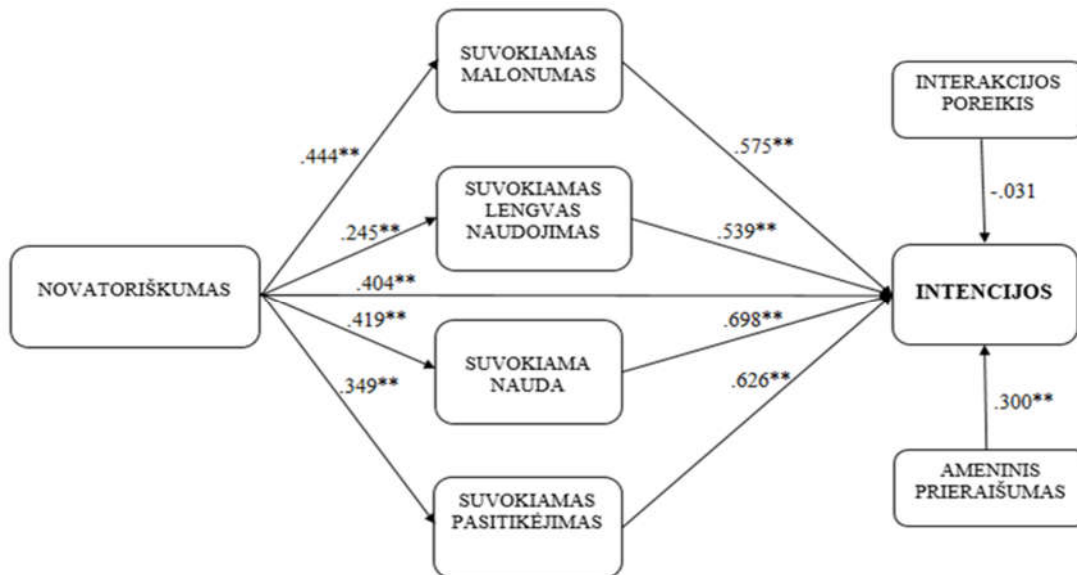 SUVOKIAMAS
MALONUMAS
INTERAKCIJOS
POREIKIS
.444**
.575**
-.031
SUVOKIAMAS
LENGVAS
NAUDOJIMAS
.245**
.539**
NOVATORIŠKUMAS
.404**
INTENCIJOS
.419**
.698**
SUVOKIAMA
NAUDA
.349**
.626**
.300**
SUVOKIAMAS
PASITIKĖJIMAS
AMENINIS
PRIERAIŠUMAS